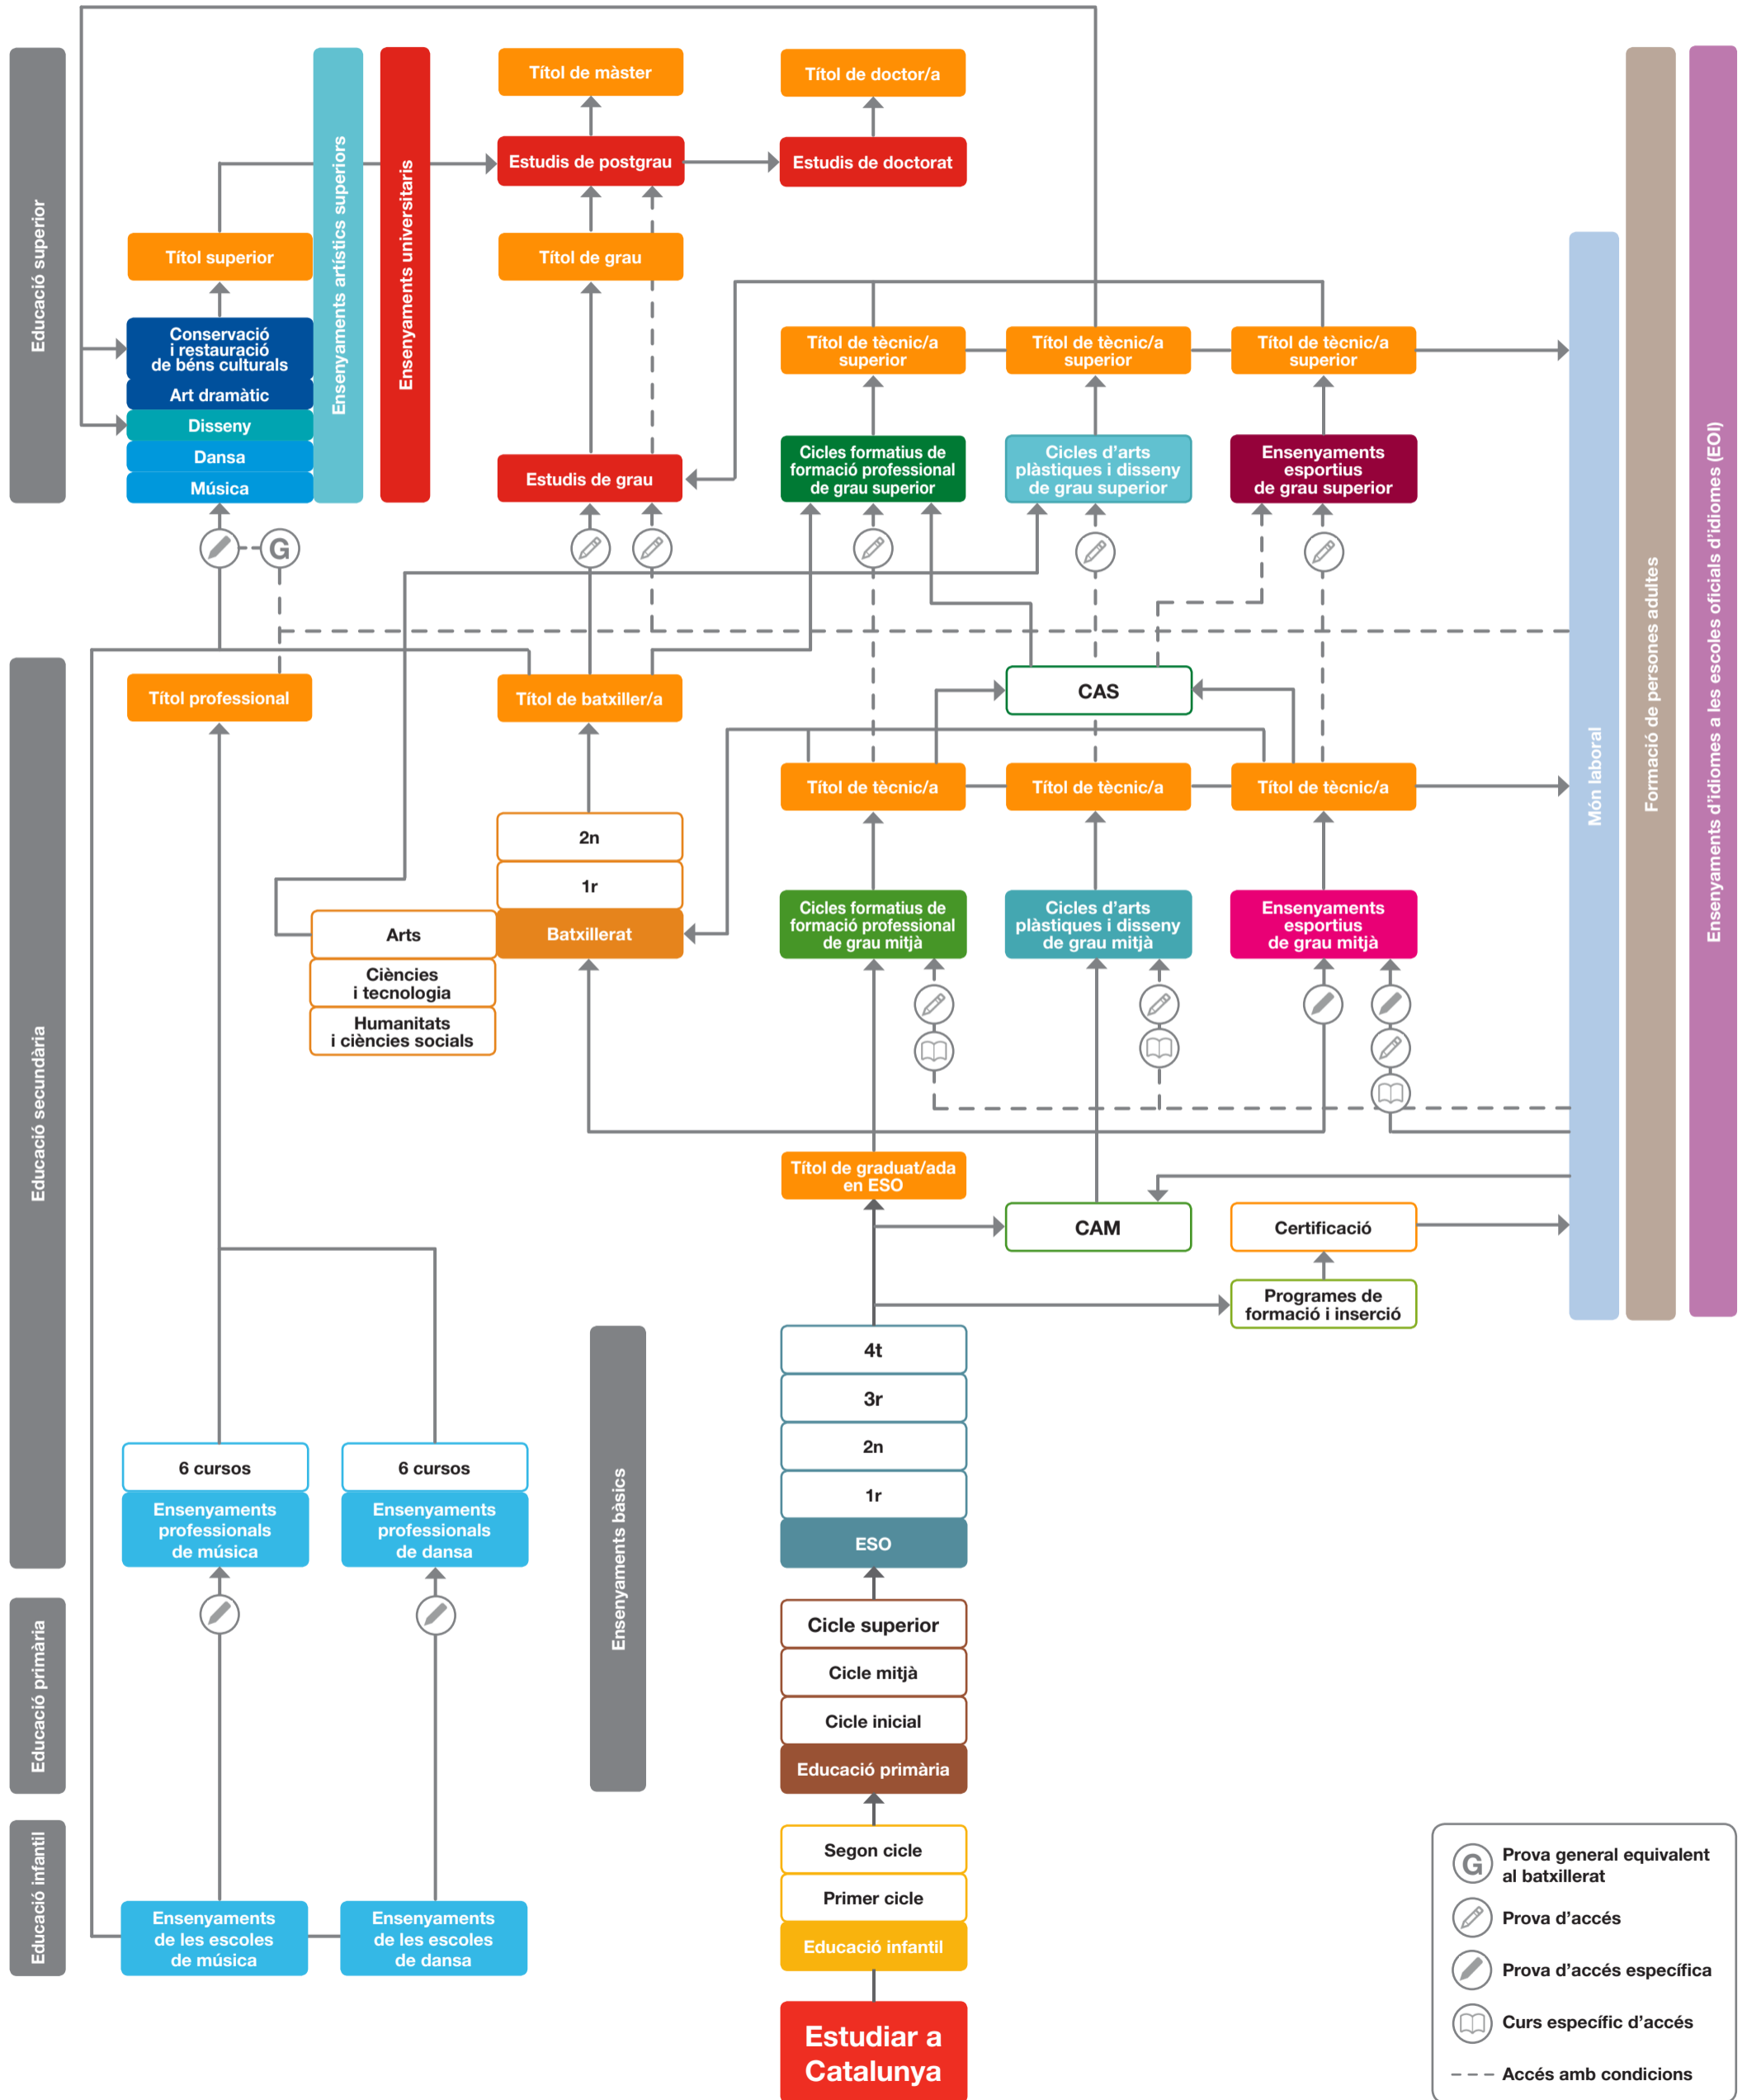 Educació superior
Ensenyaments artístics superiors
Ensenyaments universitaris
Títol de màster
Títol de doctor/a
Estudis de postgrau
Estudis de doctorat
Títol superior
Títol de grau
Conservació
i restauració
de béns culturals
Art dramàtic
Disseny
Dansa
Música
Títol de tècnic/a
superior
Títol de tècnic/a
superior
Títol de tècnic/a
superior
Estudis de grau
Cicles formatius de
formació professional
de grau superior
Cicles d'arts
plàstiques i disseny
de grau superior
Ensenyaments
esportius
de grau superior
G
Món laboral
Formació de persones adultes
Ensenyaments d'idiomes a les escoles oficials d'idiomes (EOI)
Educació secundària
Títol professional
Títol de batxiller/a
CAS
Títol de tècnic/a
Títol de tècnic/a
Títol de tècnic/a
2n
1r
Batxillerat
Arts
Ciències
i tecnologia
Humanitats
i ciències socials
Cicles formatius de
formació professional
de grau mitjà
Cicles d'arts
plàstiques i disseny
de grau mitjà
Ensenyaments
esportius
de grau mitjà
Títol de graduat/ada
en ESO
CAM
Certificació
Programes de
formació i inserció
Ensenyaments bàsics
4t
3r
2n
1r
ESO
6 cursos
Ensenyaments
professionals
de música
6 cursos
Ensenyaments
professionals
de dansa
Educació primària
Cicle superior
Cicle mitjà
Cicle inicial
Educació primària
Educació infantil
Segon cicle
Primer cicle
Educació infantil
Ensenyaments
de les escoles
de música
Ensenyaments
de les escoles
de dansa
Estudiar a
Catalunya
G
Prova general equivalent
al batxillerat
Prova d'accés
Prova d'accés específica
Curs específic d'accés
Accés amb condicions